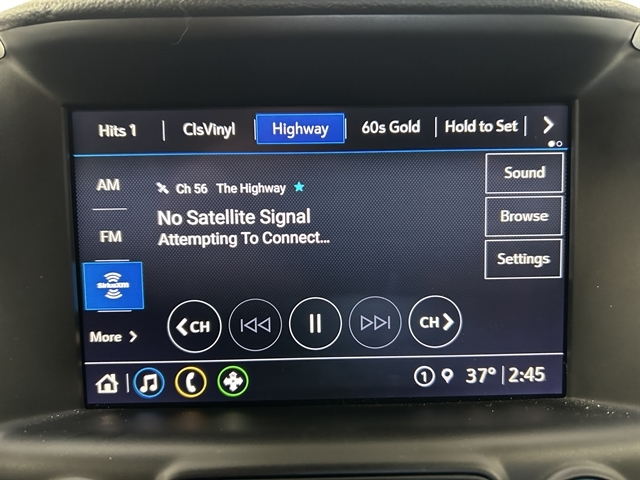 Hits 1 | ClsVinyl Highway 60s Gold | Hold to Set |
AM
Ch 56 The Highway
No Satellite Signal
Attempting To Connect...
Sound
FM
Browse
SiriusXM
Settings
More
CH
CH
1 37° | 2:45